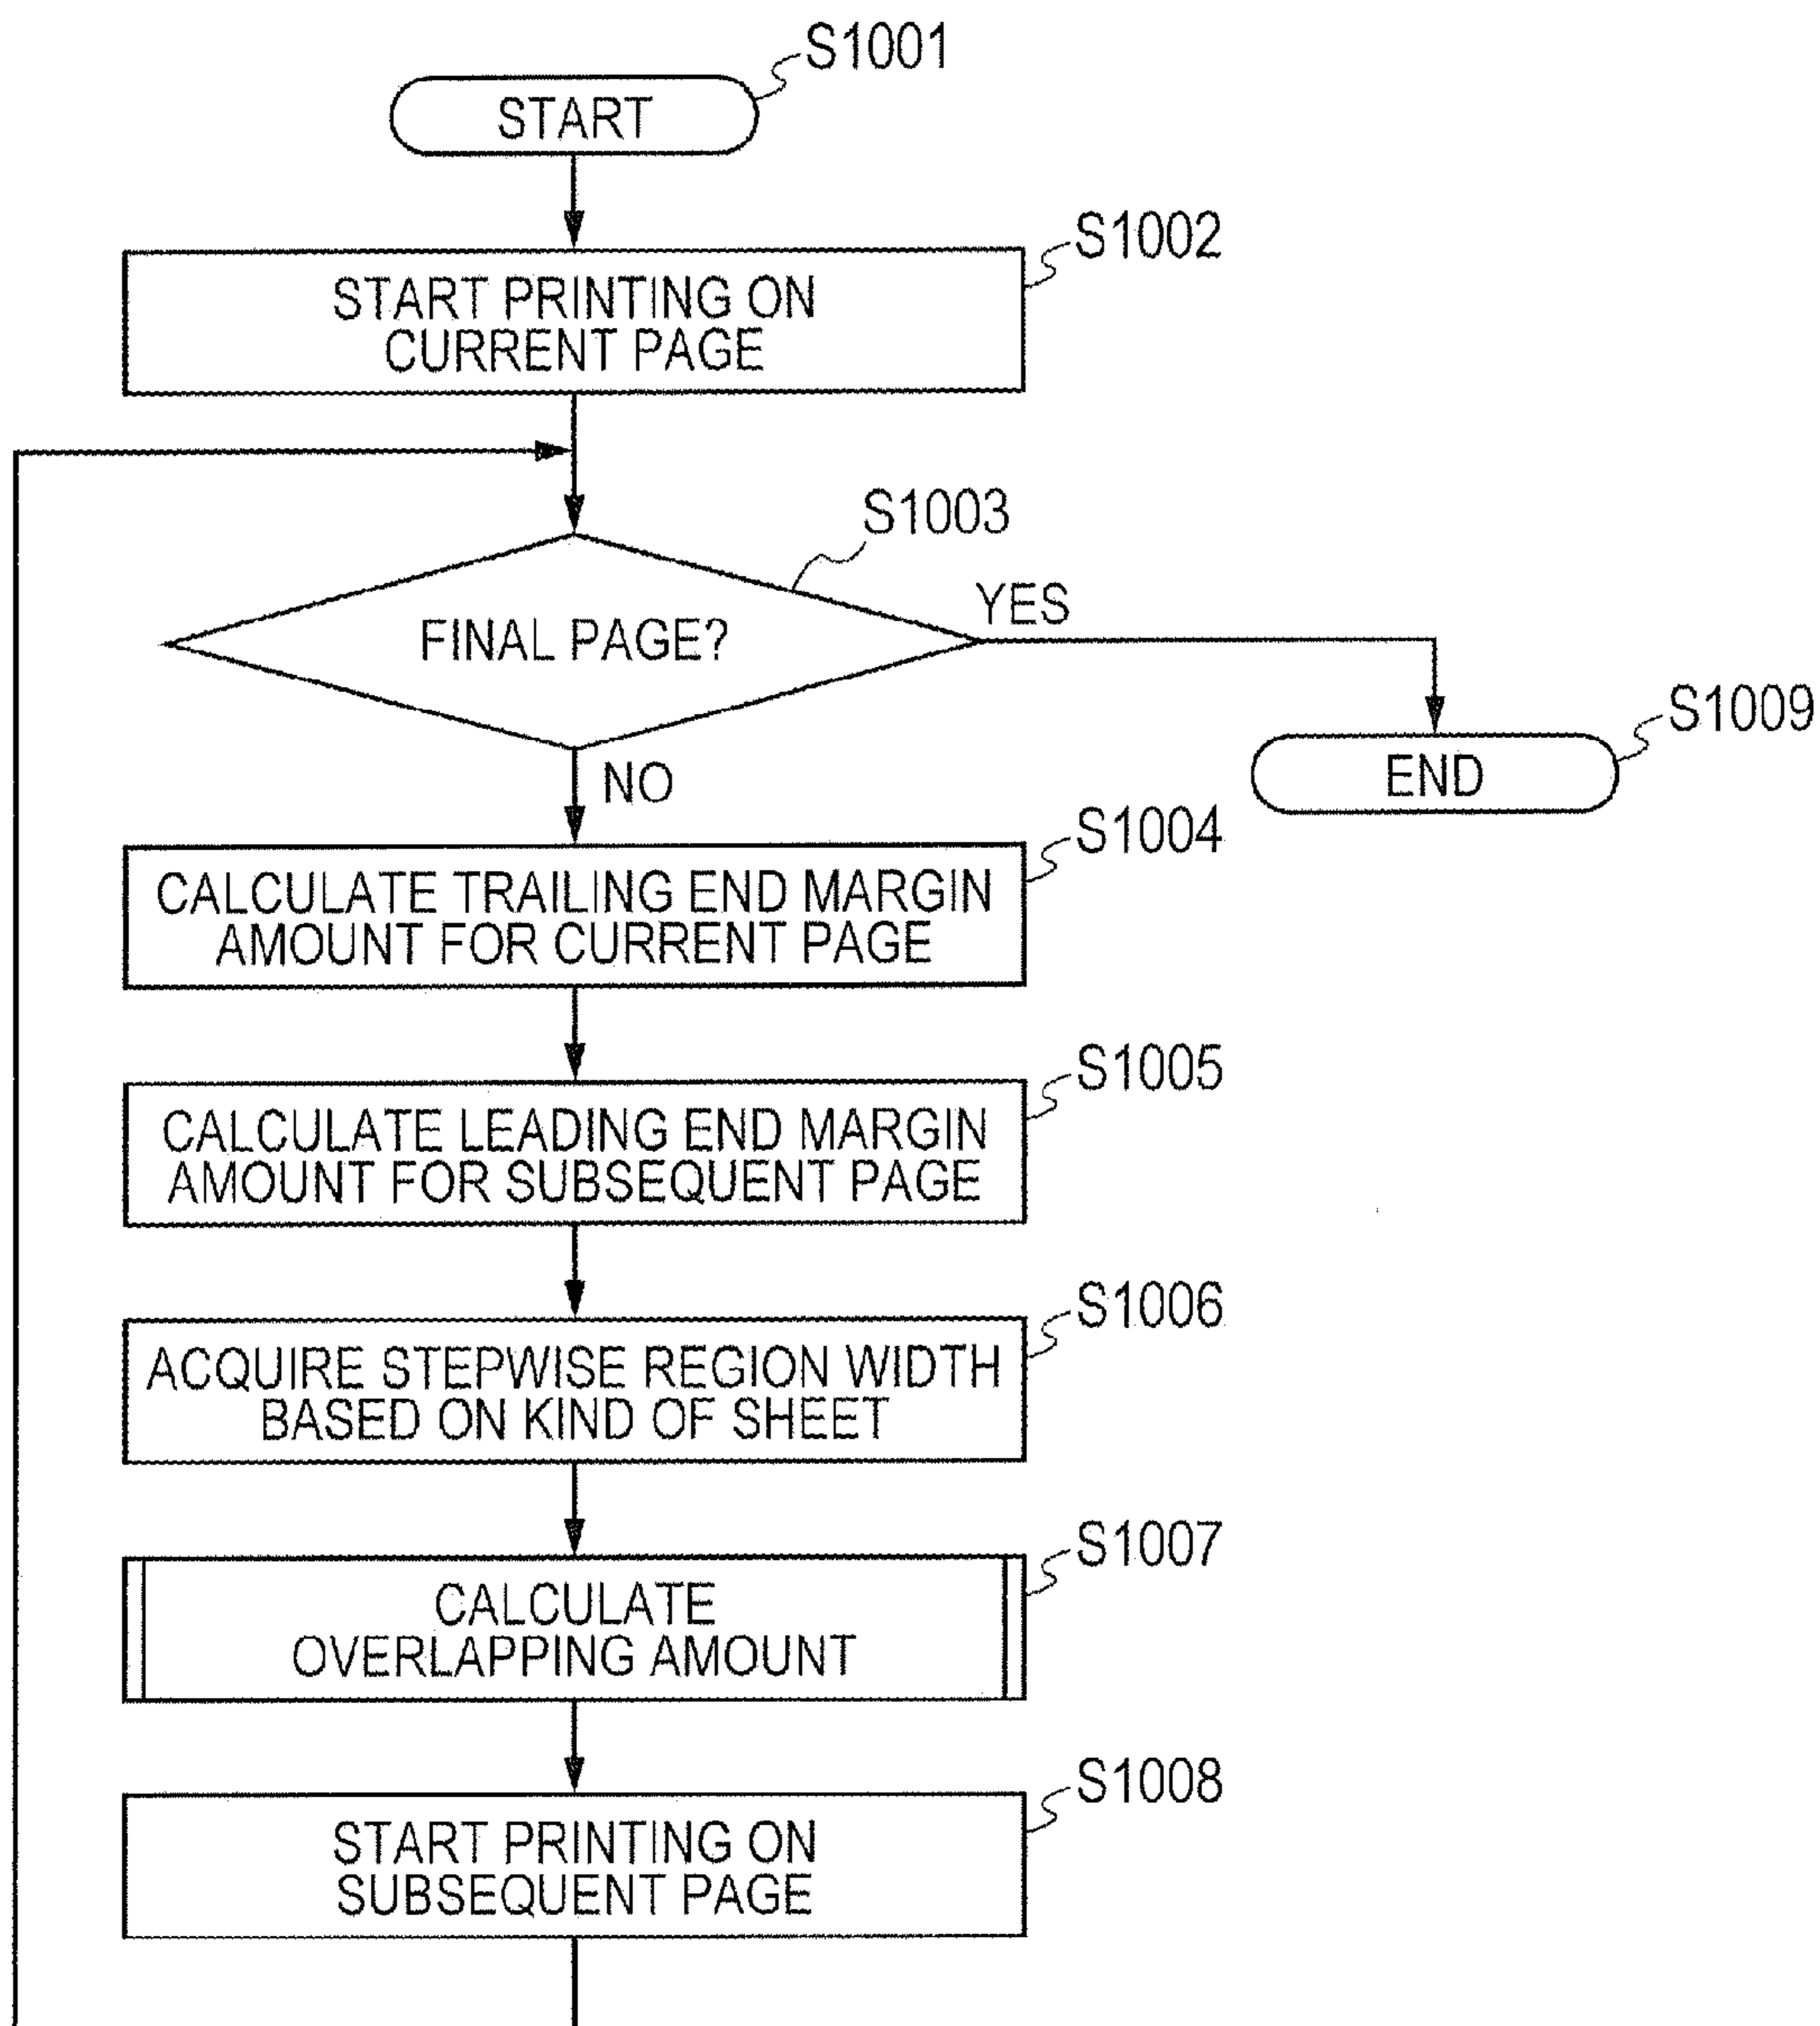 S1001
START
S1002
START PRINTING ON
CURRENT PAGE
S1003
FINAL PAGE?
YES
S1009
END
NO
S1004
CALCULATE TRAILING END MARGIN
AMOUNT FOR CURRENT PAGE
S1005
CALCULATE LEADING END MARGIN
AMOUNT FOR SUBSEQUENT PAGE
S1006
ACQUIRE STEPWISE REGION WIDTH
BASED ON KIND OF SHEET
S1007
CALCULATE
OVERLAPPING AMOUNT
S1008
START PRINTING ON
SUBSEQUENT PAGE